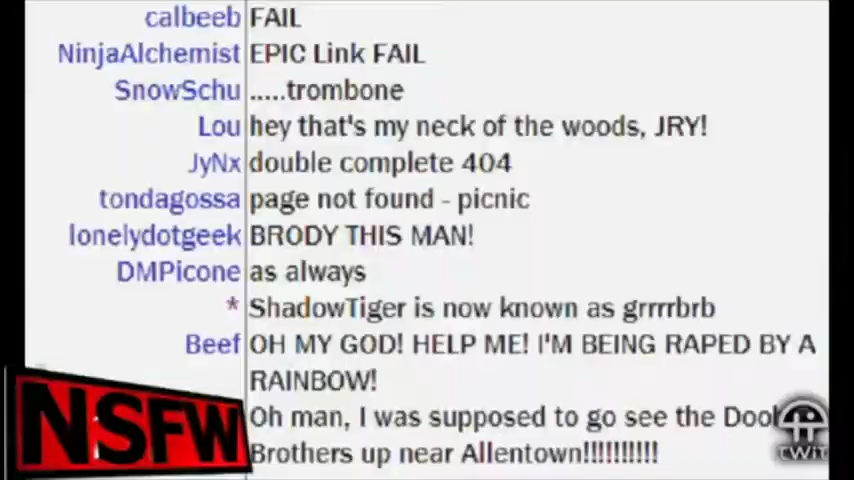 calbeeb FAIL
NinjaAlchemist EPIC Link FAIL
SnowSchu .....trombone
Lou hey that's my neck of the woods, JRY!
JyNx double complete 404
tondagossa page not found - picnic
lonelydotgeek BRODY THIS MAN!
DMPicone as always
* ShadowTiger is now known as grrrrbrb
Beef OH MY GOD! HELP ME! I'M BEING RAPED BY A
RAINBOW!
Oh man, I was supposed to go see the
Brothers up near Allentown!!!!!!!!!!
NSFW
TWiT